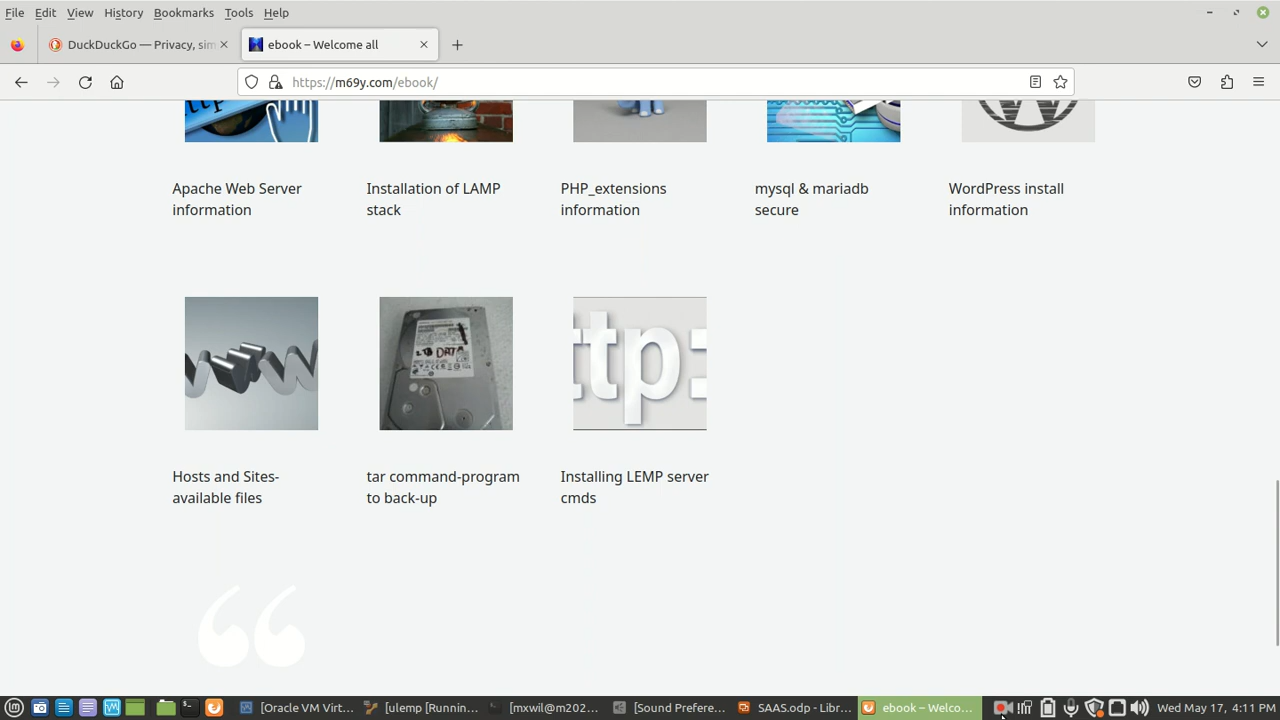 File Edit View History Bookmarks Tools Help
DuckDuckGo — Privacy, sim
ebook – Welcome all
https://m69y.com/ebook/
Apache Web Server
information
Installation of LAMP
stack
PHP_extensions
information
mysql & mariadb
secure
WordPress install
information
2TB DATA
ttp:
Hosts and Sites-
available files
tar command-program
to back-up
Installing LEMP server
cmds
[Oracle VM Virt... [ulemp [Runnin... [mxwil@m202... [Sound Prefere... SAAS.odp - Libr... ebook – Welco... Wed May 17, 4:11 PM